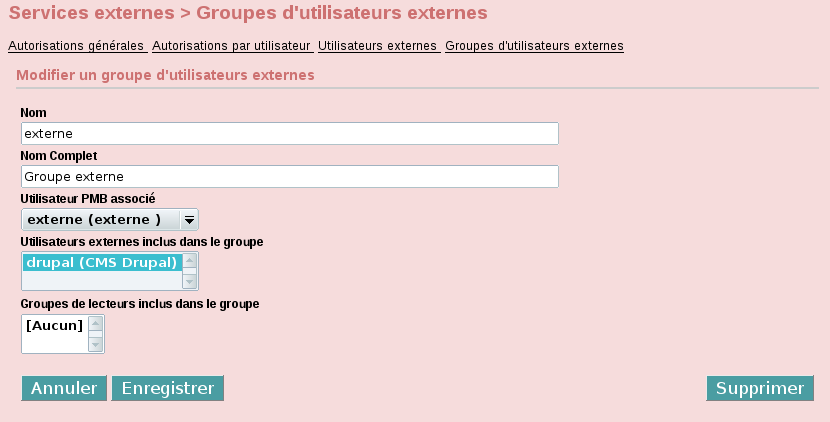 Services externes > Groupes d'utilisateurs externes
Autorisations générales Autorisations par utilisateur Utilisateurs externes Groupes d'utilisateurs externes
Modifier un groupe d'utilisateurs externes
Nom
externe
Nom Complet
Groupe externe
Utilisateur PMB associé
externe (externe )
Utilisateurs externes inclus dans le groupe
drupal (CMS Drupal)
Groupes de lecteurs inclus dans le groupe
[Aucun]
Annuler Enregistrer Supprimer